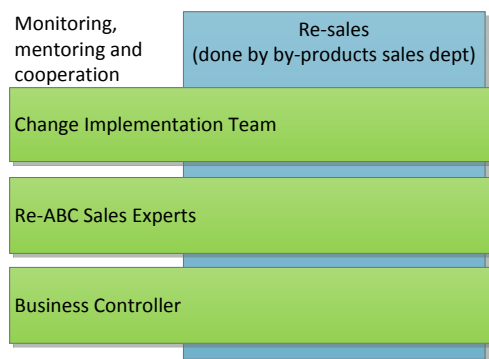 Monitoring,
mentoring and
cooperation
Re-sales
(done by by-products sales dept)
Change Implementation Team
Re-ABC Sales Experts
Business Controller